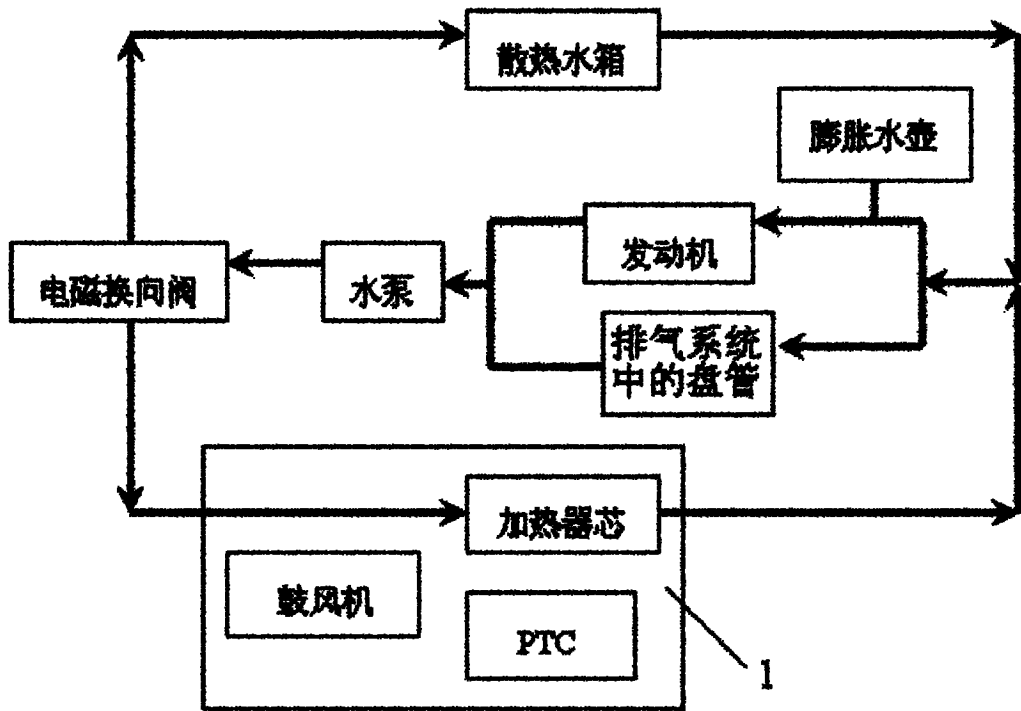 散热水箱
膨胀水壶
发动机
电磁换向阀
水泵
排气系统
中的盘管
加热器芯
鼓风机
PTC
1